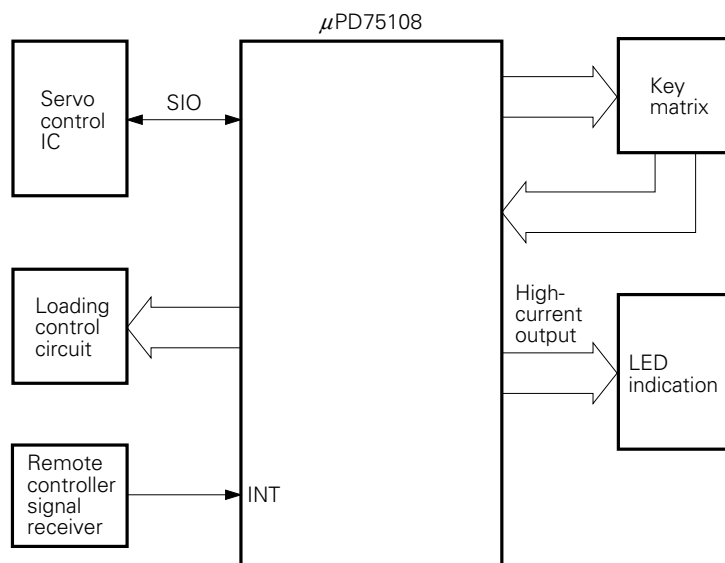 μPD75108
Servo
control
IC
SIO
Key
matrix
Loading
control
circuit
High-
current
output
LED
indication
Remote
controller
signal
receiver
INT